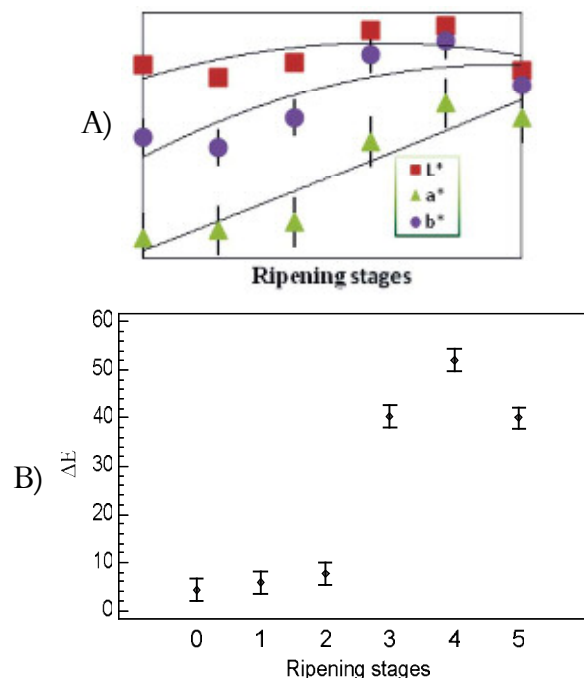 A)
L*
a*
b*
Ripening stages
B)
ΔE
60
50
40
30
20
10
0
0 1 2 3 4 5
Ripening stages